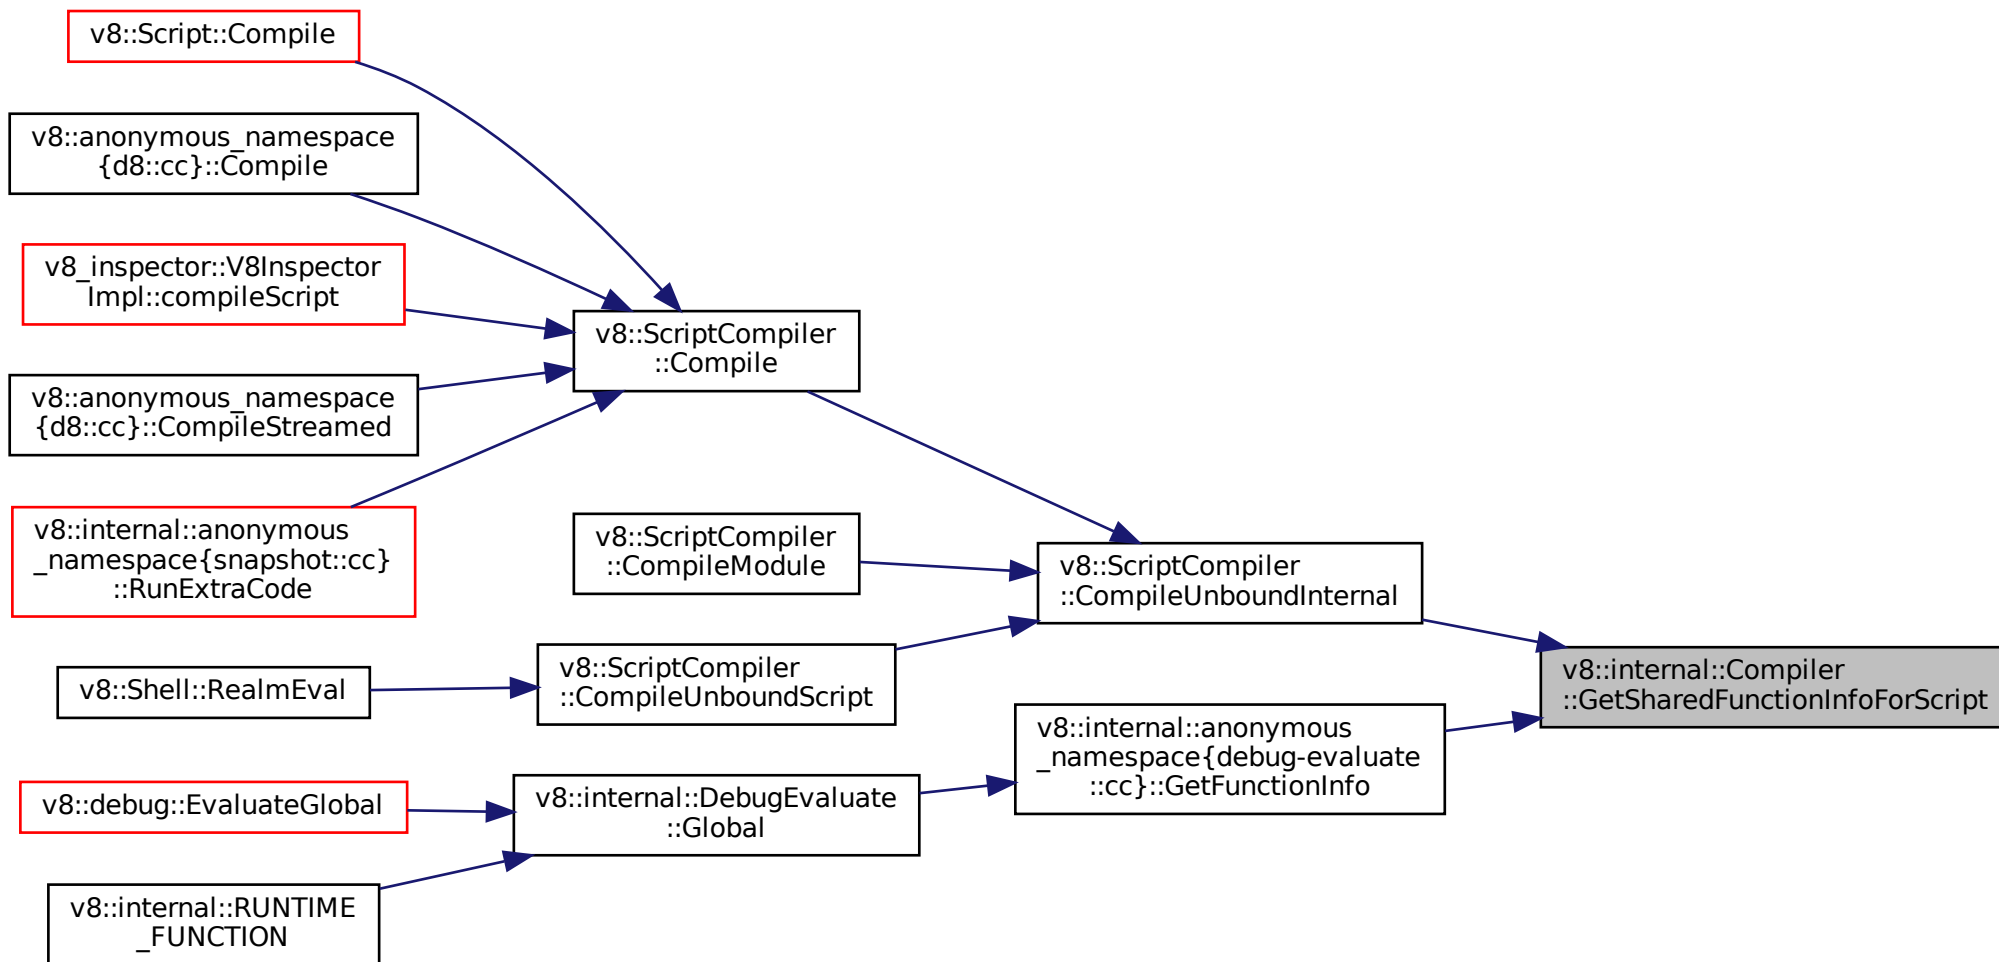 v8::Script::Compile
v8::anonymous_namespace
{d8::cc}::Compile
v8_inspector::V8Inspector
Impl::compileScript
v8::anonymous_namespace
{d8::cc}::CompileStreamed
v8::internal::anonymous
_namespace{snapshot::cc}
::RunExtraCode
v8::Shell::RealmEval
v8::debug::EvaluateGlobal
v8::internal::RUNTIME
_FUNCTION
v8::ScriptCompiler
::Compile
v8::ScriptCompiler
::CompileModule
v8::ScriptCompiler
::CompileUnboundScript
v8::internal::DebugEvaluate
::Global
v8::ScriptCompiler
::CompileUnboundInternal
v8::internal::anonymous
_namespace{debug-evaluate
::cc}::GetFunctionInfo
v8::internal::Compiler
::GetSharedFunctionInfoForScript